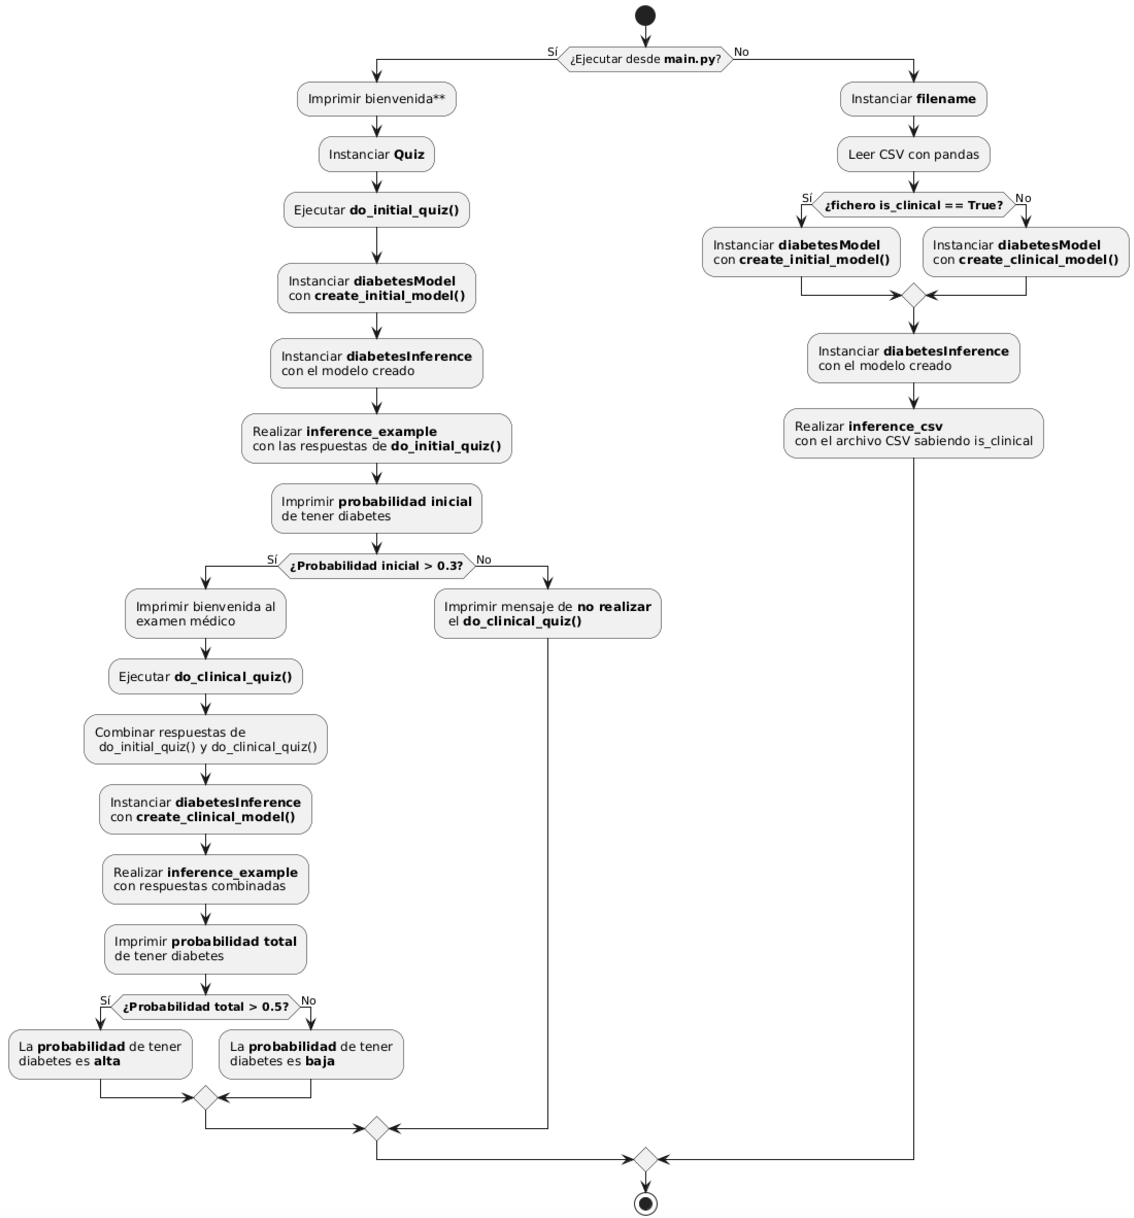 ¿Ejecutar desde main.py?
Sí
No
Imprimir bienvenida**
Instanciar Quiz
Ejecutar do_initial_quiz()
Instanciar diabetesModel
con create_initial_model()
Instanciar diabetesInference
con el modelo creado
Realizar inference_example
con las respuestas de do_initial_quiz()
Imprimir probabilidad inicial
de tener diabetes
¿Probabilidad inicial > 0.3?
Sí
No
Imprimir bienvenida al
examen médico
Ejecutar do_clinical_quiz()
Combinar respuestas de
do_initial_quiz() y do_clinical_quiz()
Instanciar diabetesInference
con create_clinical_model()
Realizar inference_example
con respuestas combinadas
Imprimir probabilidad total
de tener diabetes
¿Probabilidad total > 0.5?
Sí
No
La probabilidad de tener
diabetes es alta
La probabilidad de tener
diabetes es baja
Imprimir mensaje de no realizar
el do_clinical_quiz()
Instanciar filename
Leer CSV con pandas
¿fichero is_clinical == True?
Sí
No
Instanciar diabetesModel
con create_initial_model()
Instanciar diabetesModel
con create_clinical_model()
Instanciar diabetesInference
con el modelo creado
Realizar inference_csv
con el archivo CSV sabiendo is_clinical